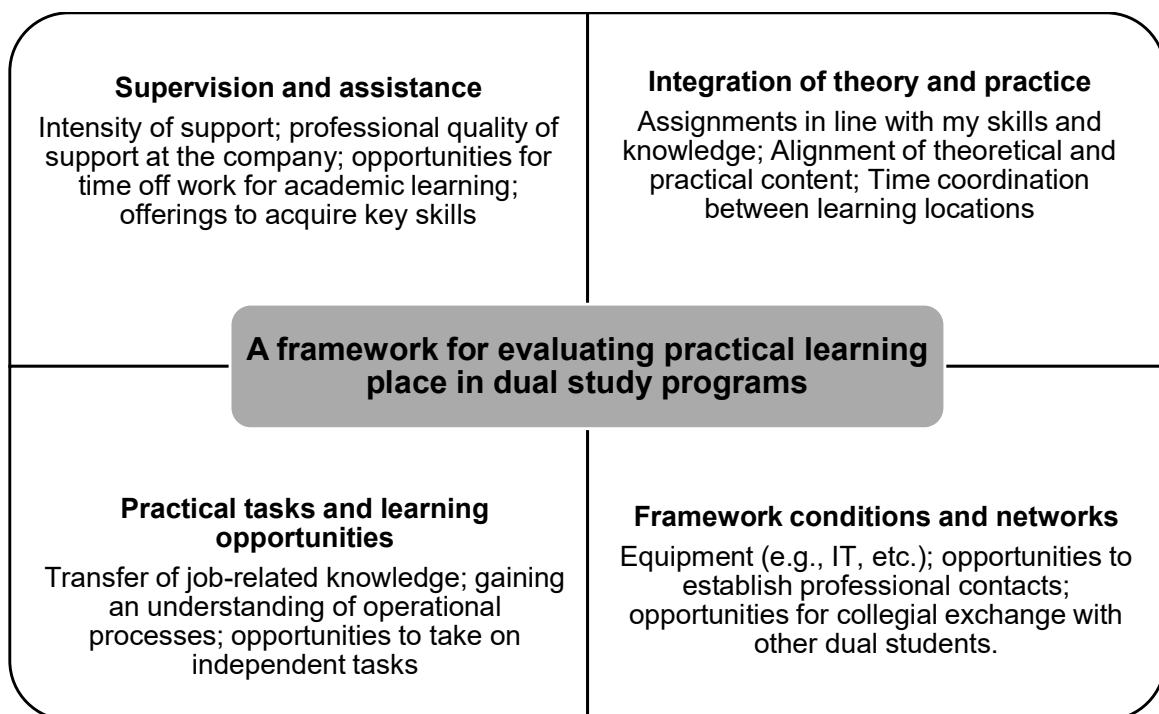 Supervision and assistance
Intensity of support; professional quality of
support at the company; opportunities for
time off work for academic learning;
offerings to acquire key skills
Integration of theory and practice
Assignments in line with my skills and
knowledge; Alignment of theoretical and
practical content; Time coordination
between learning locations
A framework for evaluating practical learning
place in dual study programs
Practical tasks and learning
opportunities
Transfer of job-related knowledge; gaining
an understanding of operational
processes; opportunities to take on
independent tasks
Framework conditions and networks
Equipment (e.g., IT, etc.); opportunities to
establish professional contacts;
opportunities for collegial exchange with
other dual students.